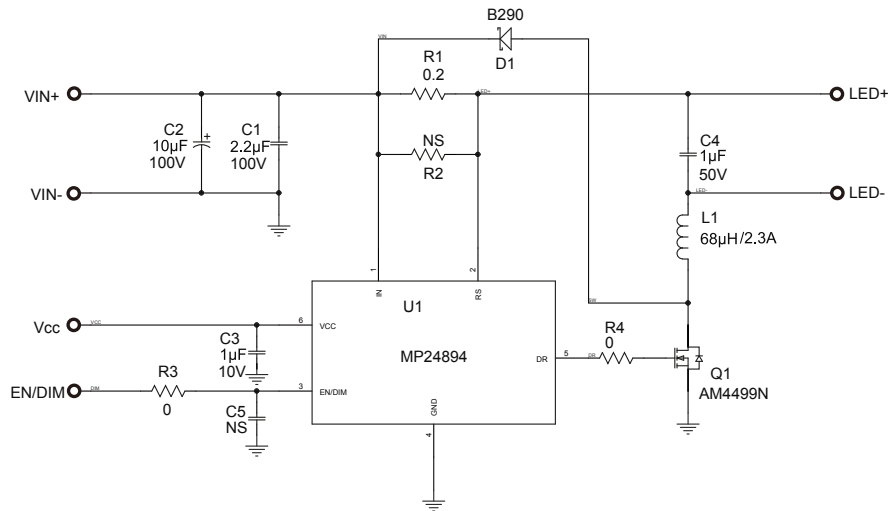 B290
VIN
D1
R1
0.2
VIN+
LED+
LED+
C2
10µF
100V
+
C1
2.2µF
100V
NS
R2
C4
1µF
50V
VIN-
LED-
LED-
L1
68µH/2.3A
1
2
IN
RS
U1
SW
Vcc
VCC
6
VCC
C3
1µF
10V
MP24894
DR
5
DR
R4
0
Q1
AM4499N
R3
0
EN/DIM
DIM
3
EN/DIM
C5
NS
GND
4